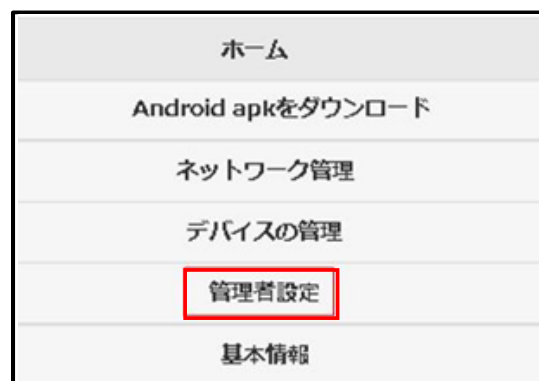 ホーム
Android apkをダウンロード
ネットワーク管理
デバイスの管理
管理者設定
基本情報